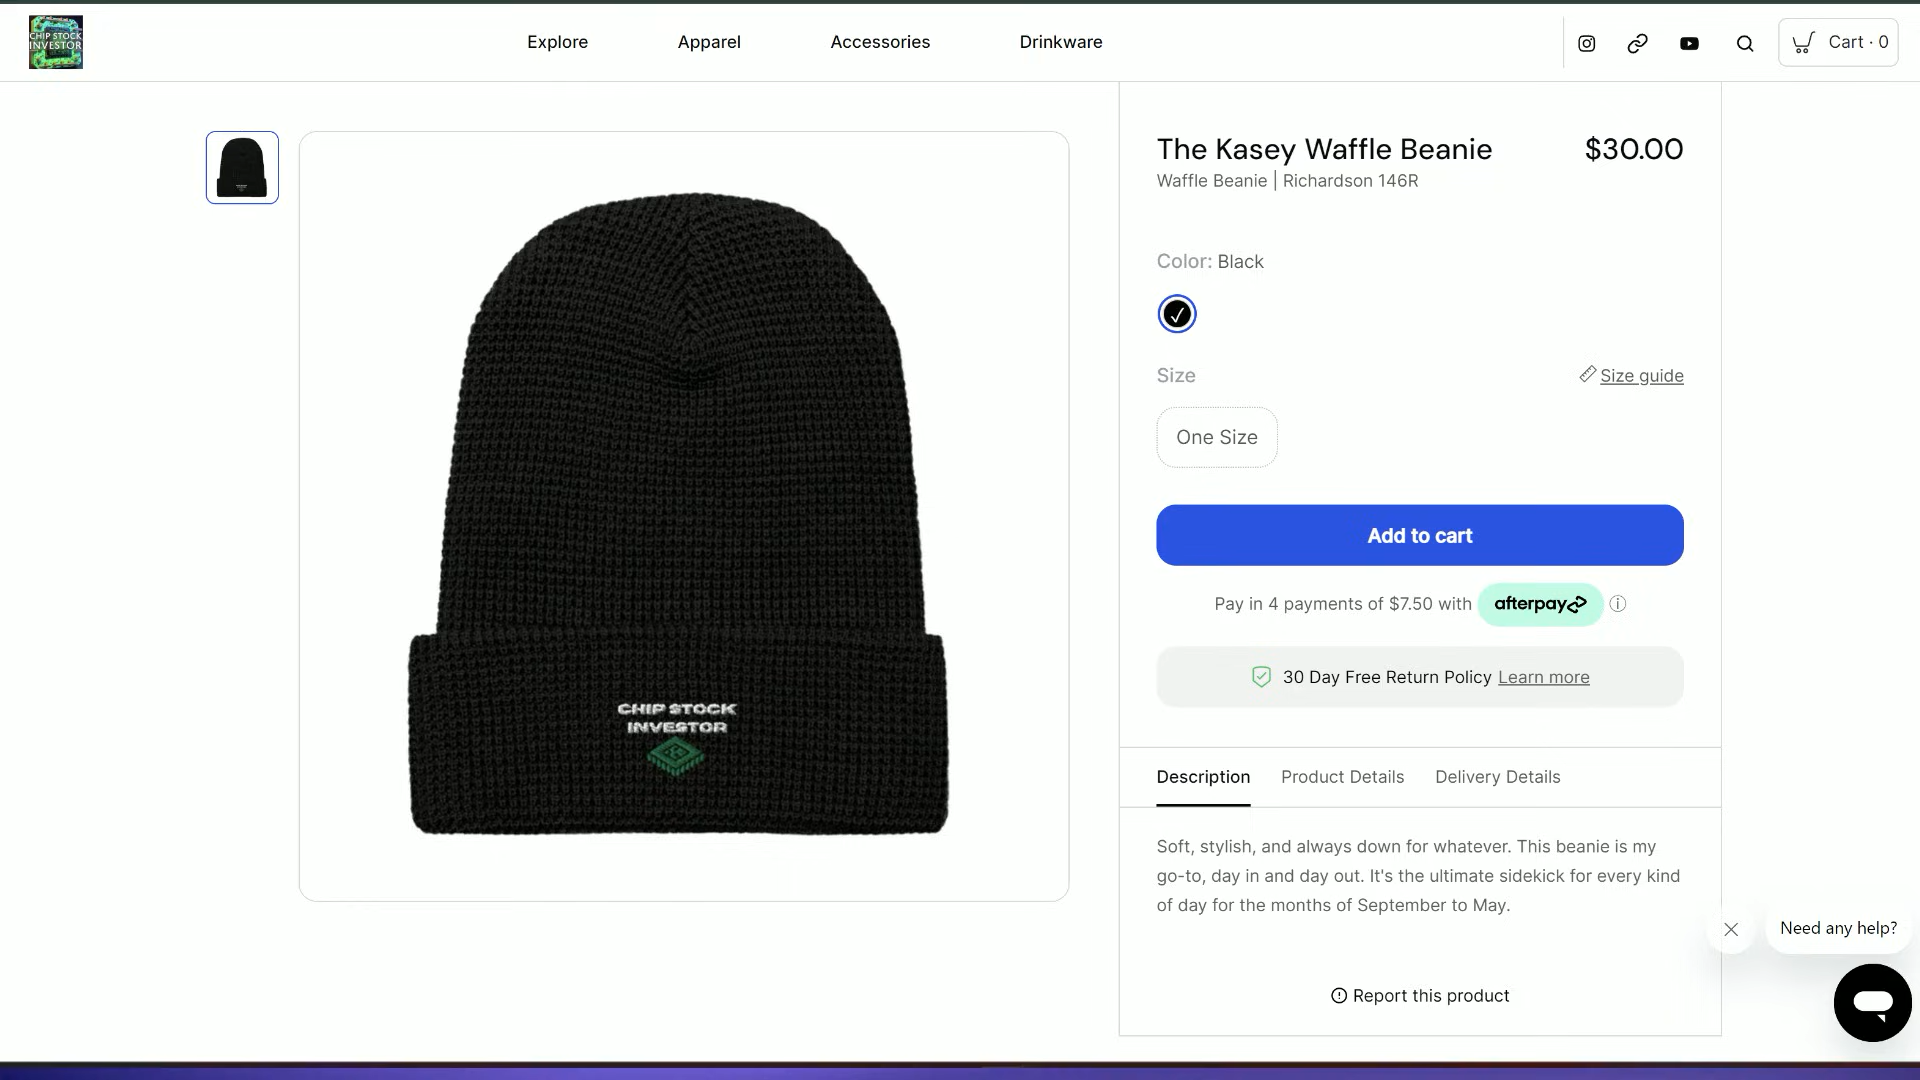 CHIP STOCK
INVESTOR
Explore
Apparel
Accessories
Drinkware
Cart · 0
CHIP STOCK
INVESTOR
The Kasey Waffle Beanie
$30.00
Waffle Beanie | Richardson 146R
Color: Black
Size
Size guide
One Size
Add to cart
Pay in 4 payments of $7.50 with afterpay
30 Day Free Return Policy Learn more
Description
Product Details
Delivery Details
Soft, stylish, and always down for whatever. This beanie is my
go-to, day in and day out. It's the ultimate sidekick for every kind
of day for the months of September to May.
Report this product
Need any help?